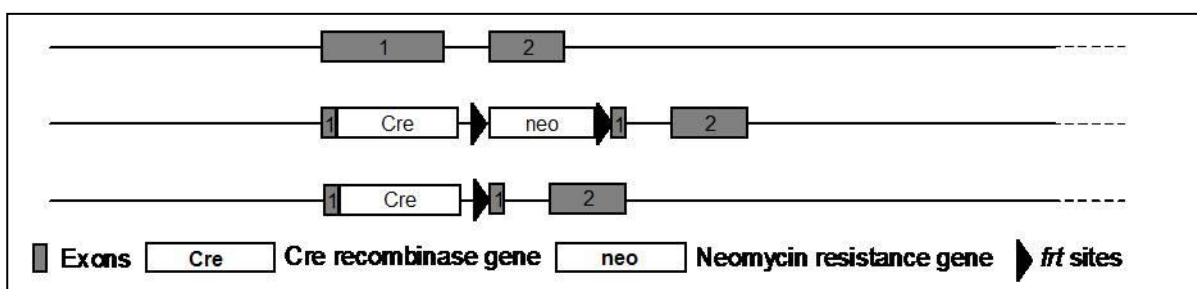 1 2
1 Cre neo 1 2
1 Cre 1 2
Exons Cre Cre recombinase gene neo Neomycin resistance gene frt sites